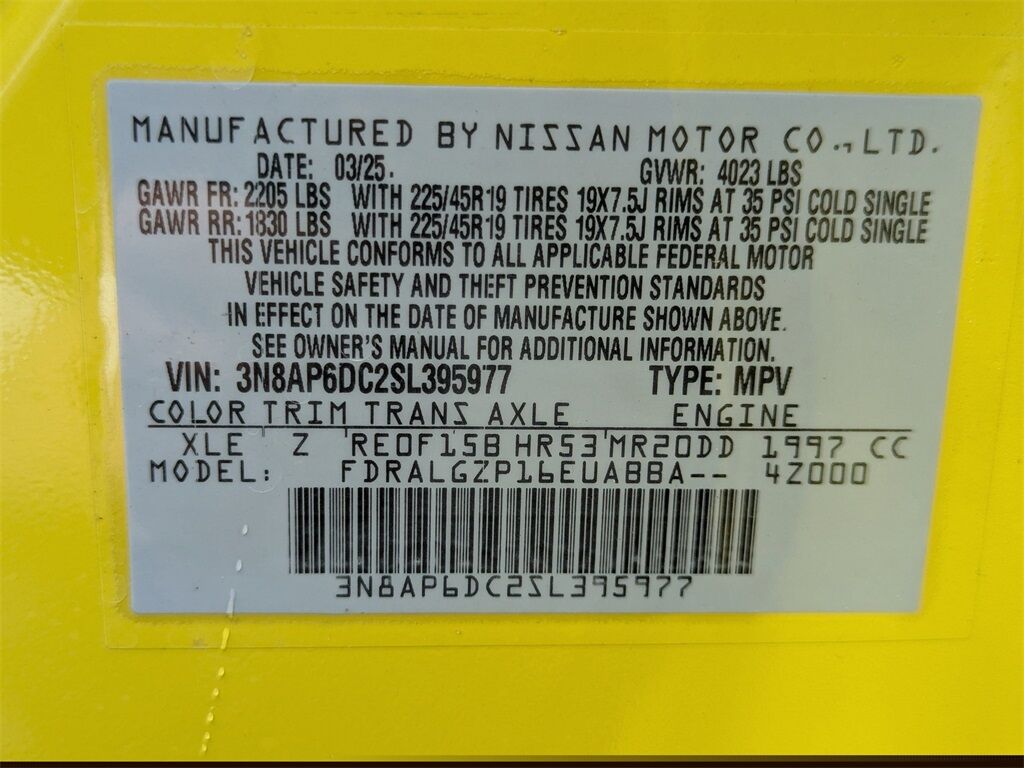 MANUFACTURED BY NISSAN MOTOR CO., LTD.
DATE: 03/25. GVWR: 4023 LBS
GAWR FR: 2205 LBS WITH 225/45R19 TIRES 19X7.5J RIMS AT 35 PSI COLD SINGLE
GAWR RR: 1830 LBS WITH 225/45R19 TIRES 19X7.5J RIMS AT 35 PSI COLD SINGLE
THIS VEHICLE CONFORMS TO ALL APPLICABLE FEDERAL MOTOR
VEHICLE SAFETY AND THEFT PREVENTION STANDARDS
IN EFFECT ON THE DATE OF MANUFACTURE SHOWN ABOVE.
SEE OWNER'S MANUAL FOR ADDITIONAL INFORMATION.
VIN: 3N8AP6DC2SL395977 TYPE: MPV
COLOR TRIM TRANS AXLE ENGINE
XLE Z RE0F15B HR53 MR20DD 1997 CC
MODEL: FDRALGZP16EUABBA-- 4Z000
3N8AP6DC2SL395977